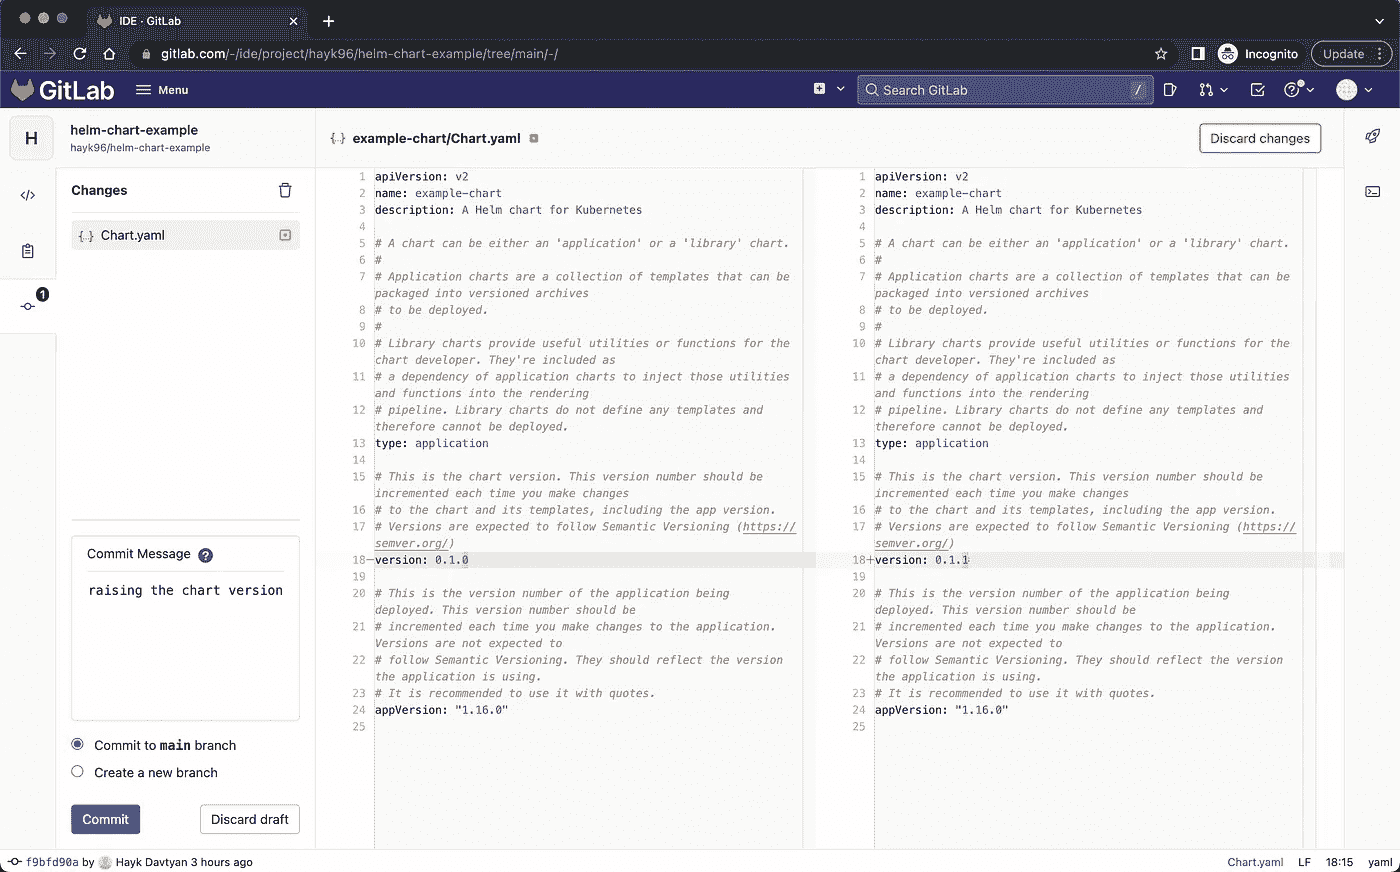 IDE · GitLab
gitlab.com/-/ide/project/hayk96/helm-chart-example/tree/main/-/
Incognito
Update
GitLab
Menu
Search GitLab
/
H
helm-chart-example
hayk96/helm-chart-example
{..} example-chart/Chart.yaml
Discard changes
Changes
{..} Chart.yaml
1
Commit Message ?
raising the chart version
Commit to main branch
Create a new branch
Commit
Discard draft
1 apiVersion: v2
2 name: example-chart
3 description: A Helm chart for Kubernetes
4
5 # A chart can be either an 'application' or a 'library' chart.
6 #
7 # Application charts are a collection of templates that can be
packaged into versioned archives
8 # to be deployed.
9 #
10 # Library charts provide useful utilities or functions for the
chart developer. They're included as
11 # a dependency of application charts to inject those utilities
and functions into the rendering
12 # pipeline. Library charts do not define any templates and
therefore cannot be deployed.
13 type: application
14
15 # This is the chart version. This version number should be
incremented each time you make changes
16 # to the chart and its templates, including the app version.
17 # Versions are expected to follow Semantic Versioning (https://
semver.org/)
18– version: 0.1.0
19
20 # This is the version number of the application being
deployed. This version number should be
21 # incremented each time you make changes to the application.
Versions are not expected to
22 # follow Semantic Versioning. They should reflect the version
the application is using.
23 # It is recommended to use it with quotes.
24 appVersion: "1.16.0"
25
1 apiVersion: v2
2 name: example-chart
3 description: A Helm chart for Kubernetes
4
5 # A chart can be either an 'application' or a 'library' chart.
6 #
7 # Application charts are a collection of templates that can be
packaged into versioned archives
8 # to be deployed.
9 #
10 # Library charts provide useful utilities or functions for the
chart developer. They're included as
11 # a dependency of application charts to inject those utilities
and functions into the rendering
12 # pipeline. Library charts do not define any templates and
therefore cannot be deployed.
13 type: application
14
15 # This is the chart version. This version number should be
incremented each time you make changes
16 # to the chart and its templates, including the app version.
17 # Versions are expected to follow Semantic Versioning (https://
semver.org/)
18+ version: 0.1.1
19
20 # This is the version number of the application being
deployed. This version number should be
21 # incremented each time you make changes to the application.
Versions are not expected to
22 # follow Semantic Versioning. They should reflect the version
the application is using.
23 # It is recommended to use it with quotes.
24 appVersion: "1.16.0"
25
f9bfd90a by Hayk Davtyan 3 hours ago
Chart.yaml LF 18:15 yaml